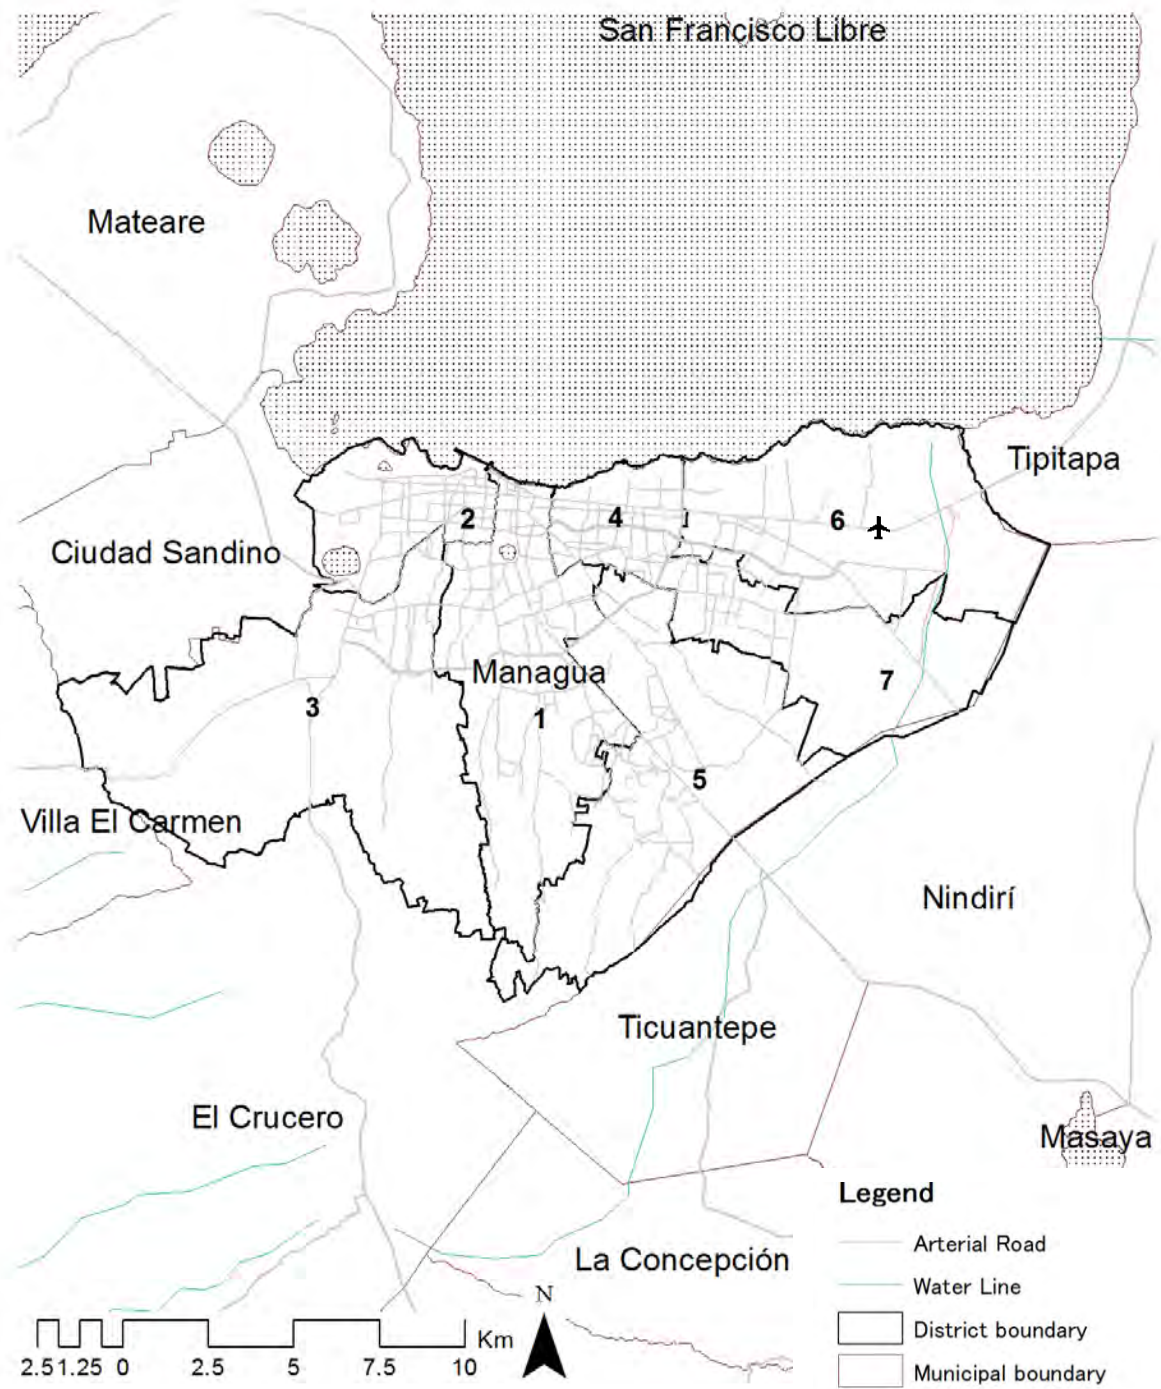 San Francisco Libre
Mateare
Tipitapa
2
4
6
Ciudad Sandino
Managua
7
3
1
5
Villa El Carmen
Nindirí
Ticuantepe
El Crucero
Masaya
Legend
Arterial Road
La Concepción
Water Line
N
District boundary
Km
2.5 1.25 0 2.5 5 7.5 10
Municipal boundary